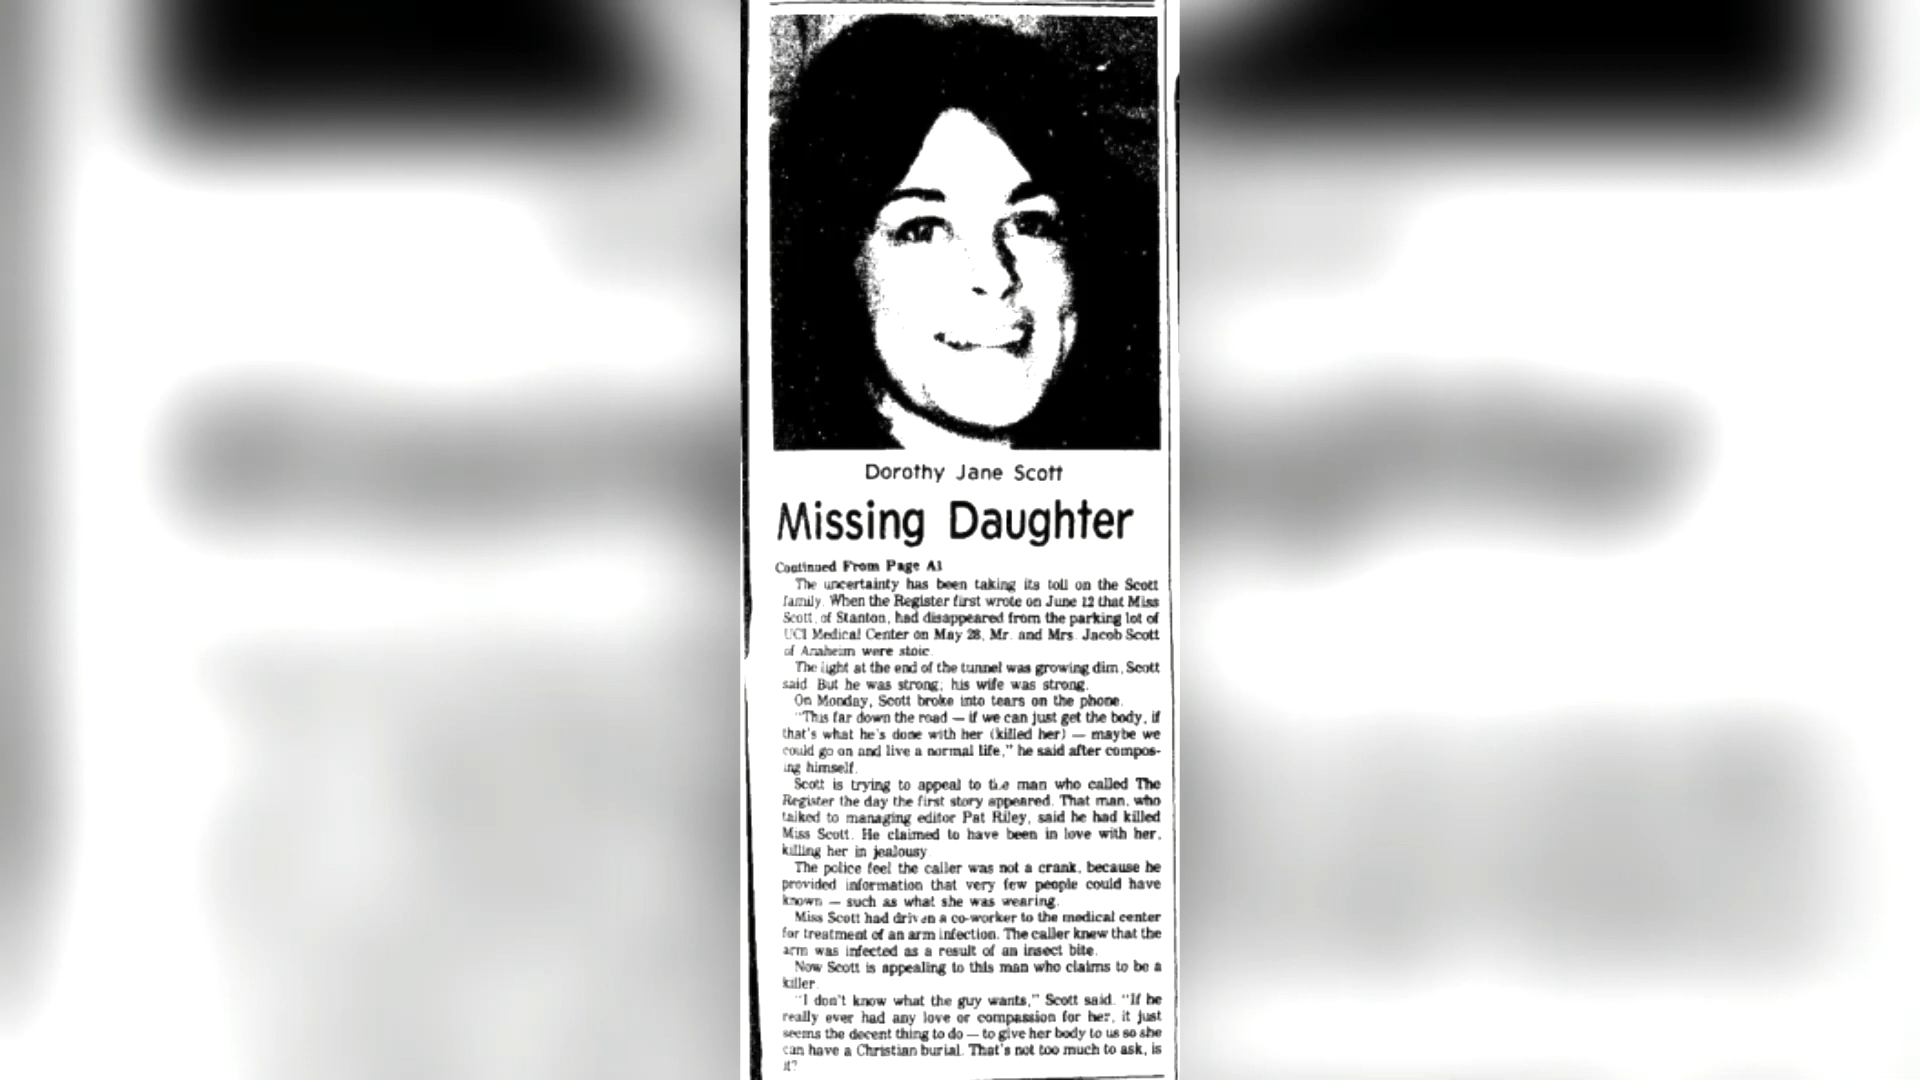 Dorothy Jane Scott
Missing Daughter
Continued From Page A1
The uncertainty has been taking its toll on the Scott
family. When the Register first wrote on June 12 that Miss
Scott, of Stanton, had disappeared from the parking lot of
UCI Medical Center on May 28, Mr. and Mrs. Jacob Scott
of Anaheim were stoic.
The light at the end of the tunnel was growing dim, Scott
said. But he was strong; his wife was strong.
On Monday, Scott broke into tears on the phone.
"This far down the road — if we can just get the body, if
that's what he's done with her (killed her) — maybe we
could go on and live a normal life," he said after compos-
ing himself.
Scott is trying to appeal to the man who called The
Register the day the first story appeared. That man, who
talked to managing editor Pat Riley, said he had killed
Miss Scott. He claimed to have been in love with her,
killing her in jealousy.
The police feel the caller was not a crank, because he
provided information that very few people could have
known — such as what she was wearing.
Miss Scott had driven a co-worker to the medical center
for treatment of an arm infection. The caller knew that the
arm was infected as a result of an insect bite.
Now Scott is appealing to this man who claims to be a
killer.
"I don't know what the guy wants," Scott said. "If he
really ever had any love or compassion for her, it just
seems the decent thing to do — to give her body to us so she
can have a Christian burial. That's not too much to ask, is
it?